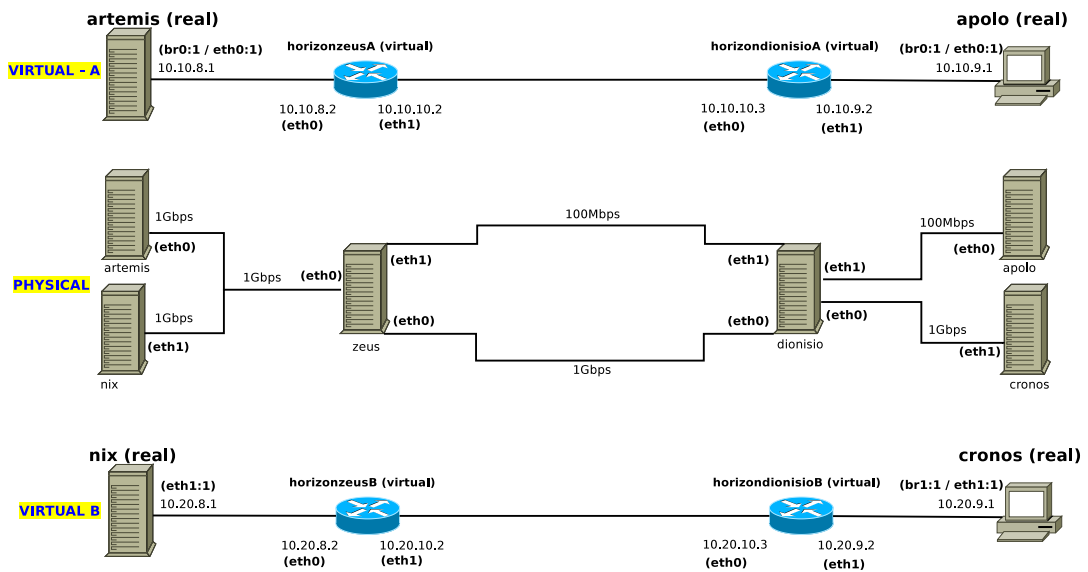 artemis (real)
apolo (real)
horizonzeusA (virtual)
horizondionisioA (virtual)
(br0:1 / eth0:1)
(br0:1 / eth0:1)
VIRTUAL - A
10.10.8.1
10.10.9.1
10.10.8.2
10.10.10.2
10.10.10.3
10.10.9.2
(eth0)
(eth1)
(eth0)
(eth1)
1Gbps
100Mbps
100Mbps
(eth0)
(eth0)
artemis
apolo
(eth1)
(eth1)
(eth1)
PHYSICAL
1Gbps
(eth0)
1Gbps
(eth0)
(eth0)
(eth0)
1Gbps
(eth1)
(eth1)
zeus
dionisio
1Gbps
nix
cronos
nix (real)
cronos (real)
horizonzeusB (virtual)
horizondionisioB (virtual)
(eth1:1)
(br1:1 / eth1:1)
VIRTUAL B
10.20.8.1
10.20.9.1
10.20.8.2
10.20.10.2
10.20.10.3
10.20.9.2
(eth0)
(eth1)
(eth0)
(eth1)